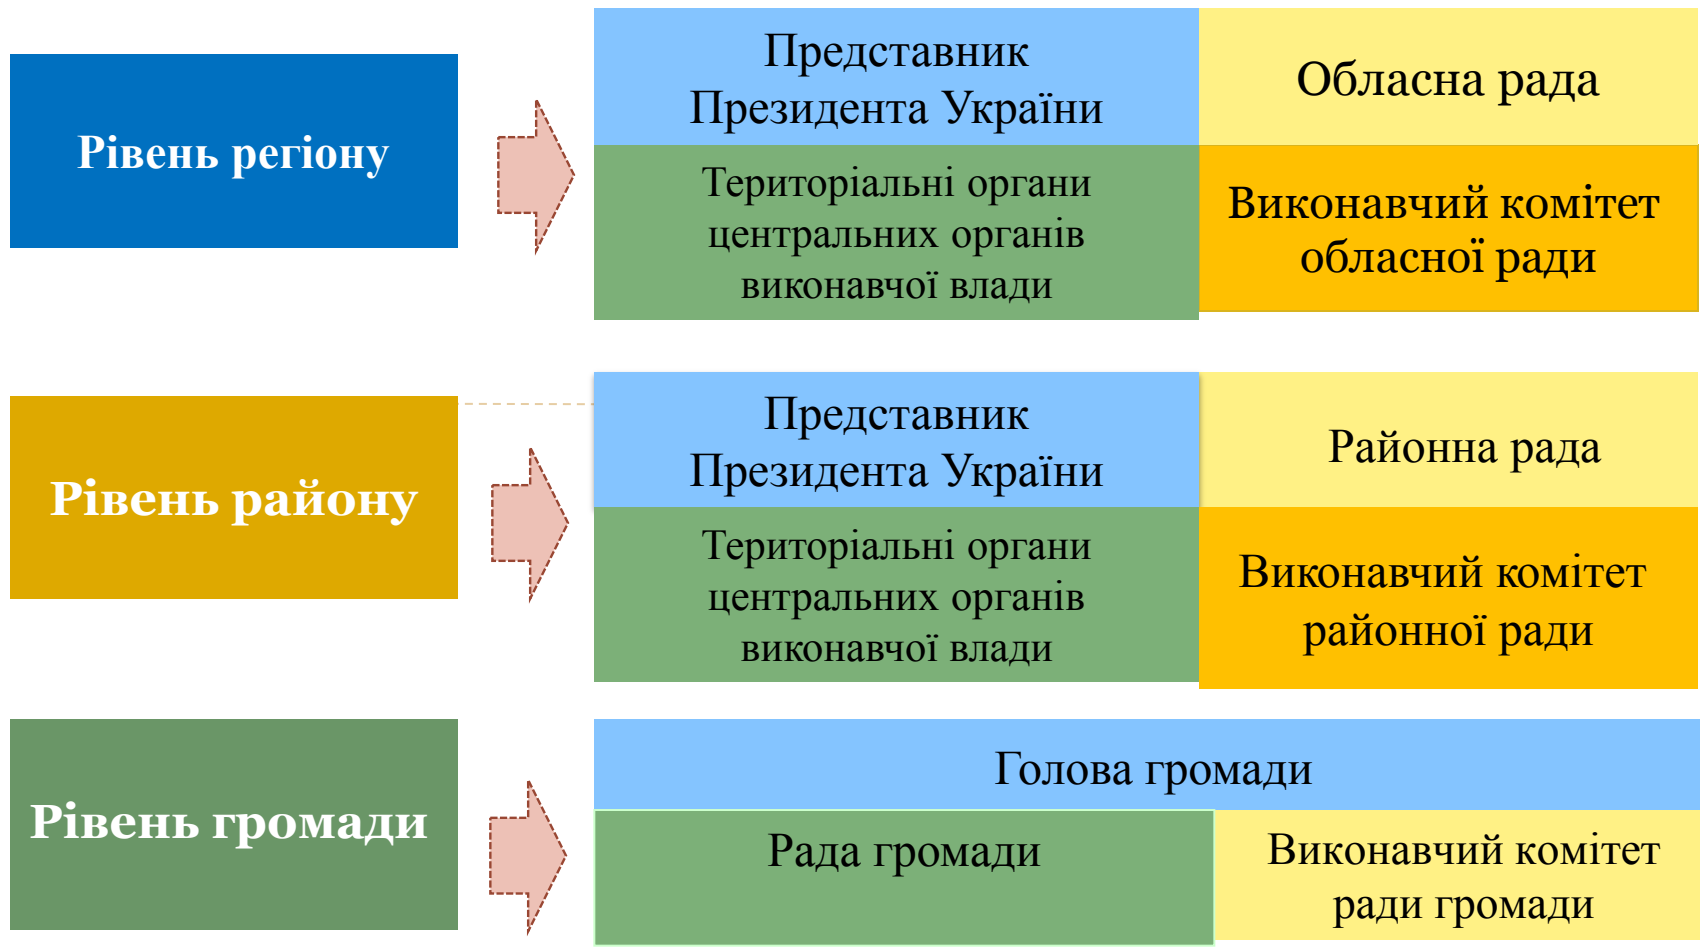 Рівень регіону
Представник
Президента України
Обласна рада
Територіальні органи
центральних органів
виконавчої влади
Виконавчий комітет
обласної ради
Рівень району
Представник
Президента України
Районна рада
Територіальні органи
центральних органів
виконавчої влади
Виконавчий комітет
районної ради
Рівень громади
Голова громади
Рада громади
Виконавчий комітет
ради громади